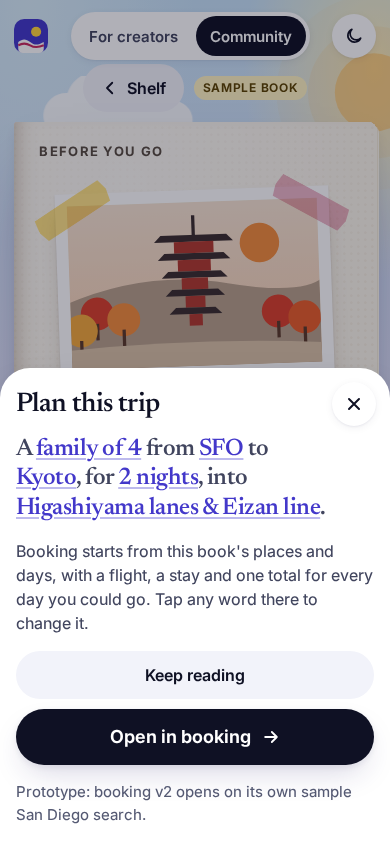 For creators
Community
Shelf
SAMPLE BOOK
BEFORE YOU GO
Plan this trip
A family of 4 from SFO to
Kyoto, for 2 nights, into
Higashiyama lanes & Eizan line.
Booking starts from this book's places and
days, with a flight, a stay and one total for every
day you could go. Tap any word there to
change it.
Keep reading
Open in booking →
Prototype: booking v2 opens on its own sample
San Diego search.